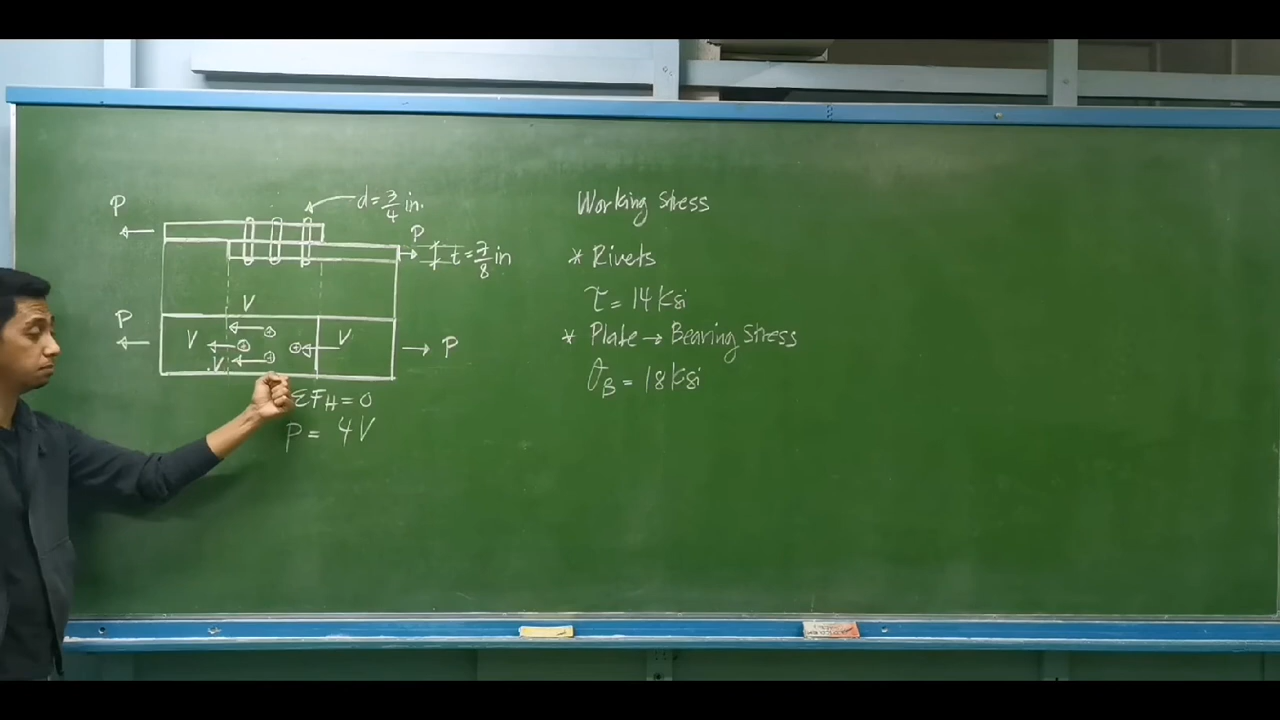 P
d = 3/4 in.
P
t = 7/8 in
V
P
V
V
.V
P
ΣFH = 0
P = 4V
Working Stress
* Rivets
τ = 14 ksi
* Plate → Bearing Stress
σB = 18 ksi